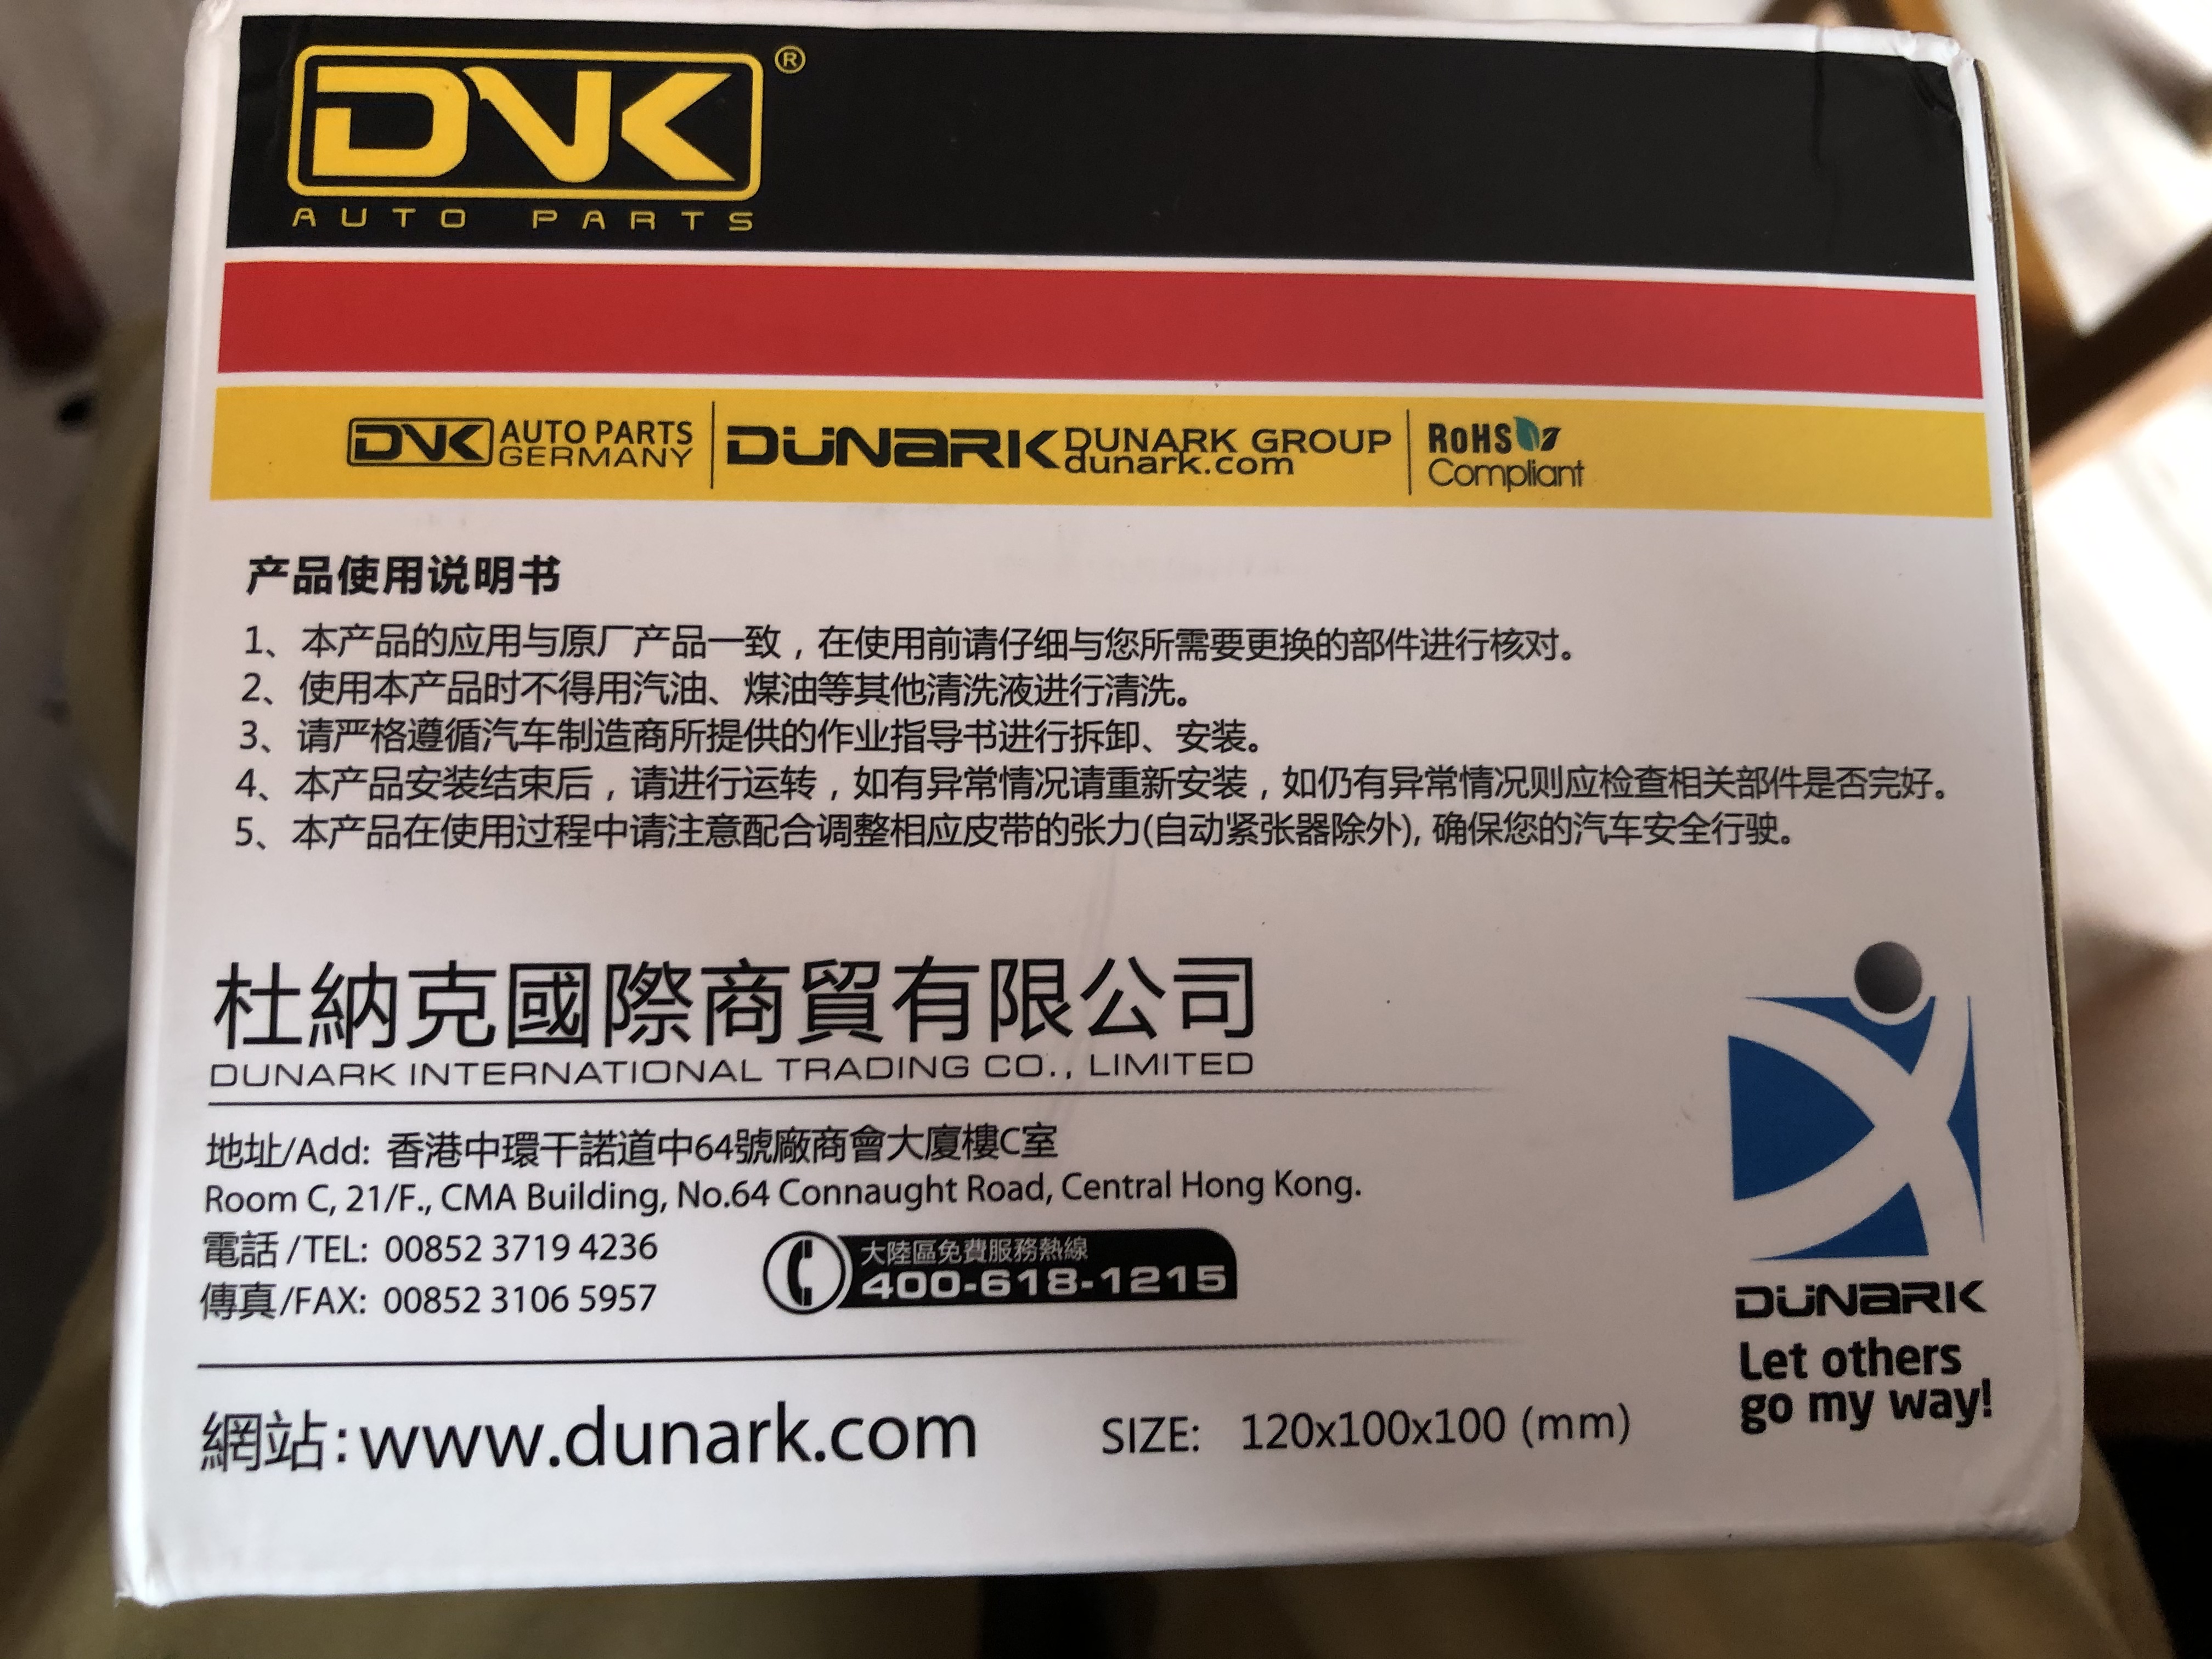 DNK®
AUTO PARTS
DNK AUTO PARTS GERMANY
DÜNARK DUNARK GROUP dunark.com
RoHS Compliant
产品使用说明书
1、本产品的应用与原厂产品一致，在使用前请仔细与您所需要更换的部件进行核对。
2、使用本产品时不得用汽油、煤油等其他清洗液进行清洗。
3、请严格遵循汽车制造商所提供的作业指导书进行拆卸、安装。
4、本产品安装结束后，请进行运转，如有异常情况请重新安装，如仍有异常情况则应检查相关部件是否完好。
5、本产品在使用过程中请注意配合调整相应皮带的张力(自动紧张器除外), 确保您的汽车安全行驶。
杜納克國際商貿有限公司
DUNARK INTERNATIONAL TRADING CO., LIMITED
地址/Add: 香港中環干諾道中64號廠商會大廈樓C室
Room C, 21/F., CMA Building, No.64 Connaught Road, Central Hong Kong.
電話 /TEL: 00852 3719 4236
傳真/FAX: 00852 3106 5957
大陸區免費服務熱線
400-618-1215
網站: www.dunark.com
SIZE: 120x100x100 (mm)
DÜNARK
Let others
go my way!